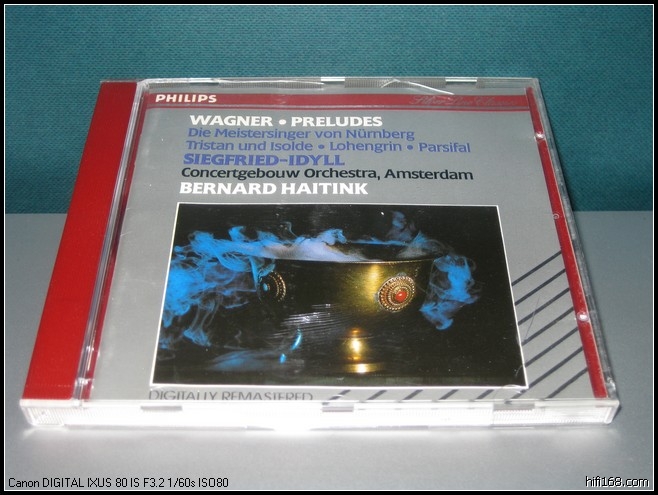 PHILIPS
WAGNER • PRELUDES
Die Meistersinger von Nürnberg
Tristan und Isolde • Lohengrin • Parsifal
SIEGFRIED-IDYLL
Concertgebouw Orchestra, Amsterdam
BERNARD HAITINK
DIGITALLY REMASTERED
Canon DIGITAL IXUS 80 IS F3.2 1/60s ISO80
hifi168.com